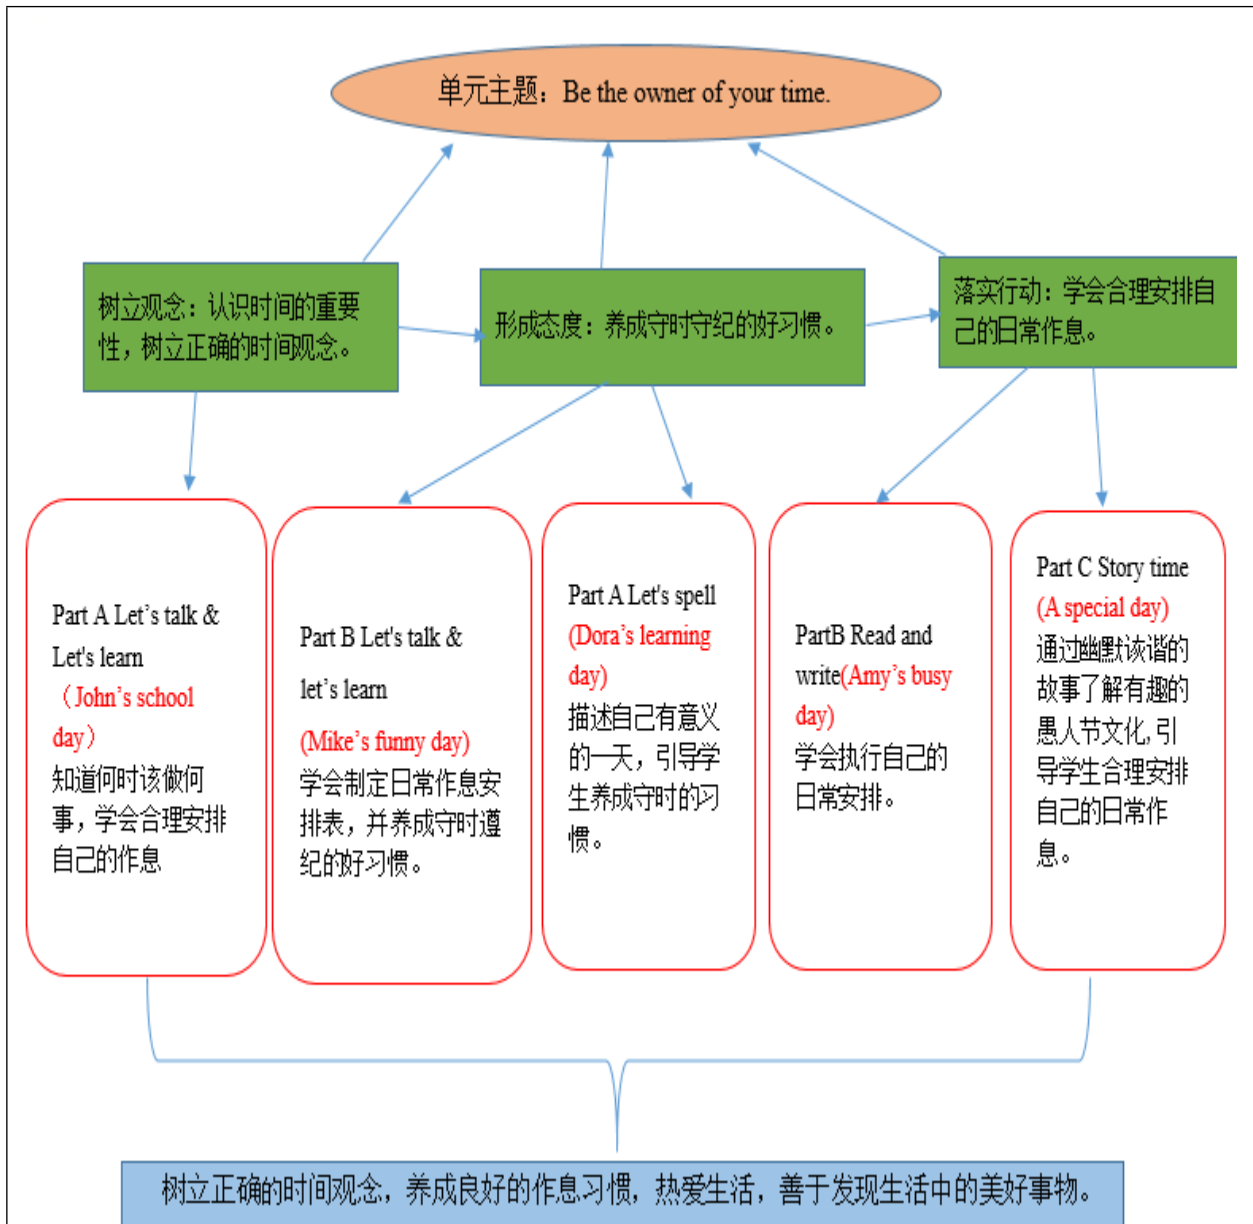 单元主题：Be the owner of your time.
树立观念：认识时间的重要
性，树立正确的时间观念。
形成态度：养成守时守纪的好习惯。
落实行动：学会合理安排自
己的日常作息。
Part A Let’s talk &
Let's learn
（John’s school
day）
知道何时该做何
事，学会合理安排
自己的作息
Part B Let's talk &
let’s learn
(Mike’s funny day)
学会制定日常作息安
排表，并养成守时遵
纪的好习惯。
Part A Let's spell
(Dora’s learning
day)
描述自己有意义
的一天，引导学
生养成守时的习
惯。
PartB Read and
write(Amy’s busy
day)
学会执行自己的
日常安排。
Part C Story time
(A special day)
通过幽默诙谐的
故事了解有趣的
愚人节文化,引
导学生合理安排
自己的日常作
息。
树立正确的时间观念，养成良好的作息习惯，热爱生活，善于发现生活中的美好事物。